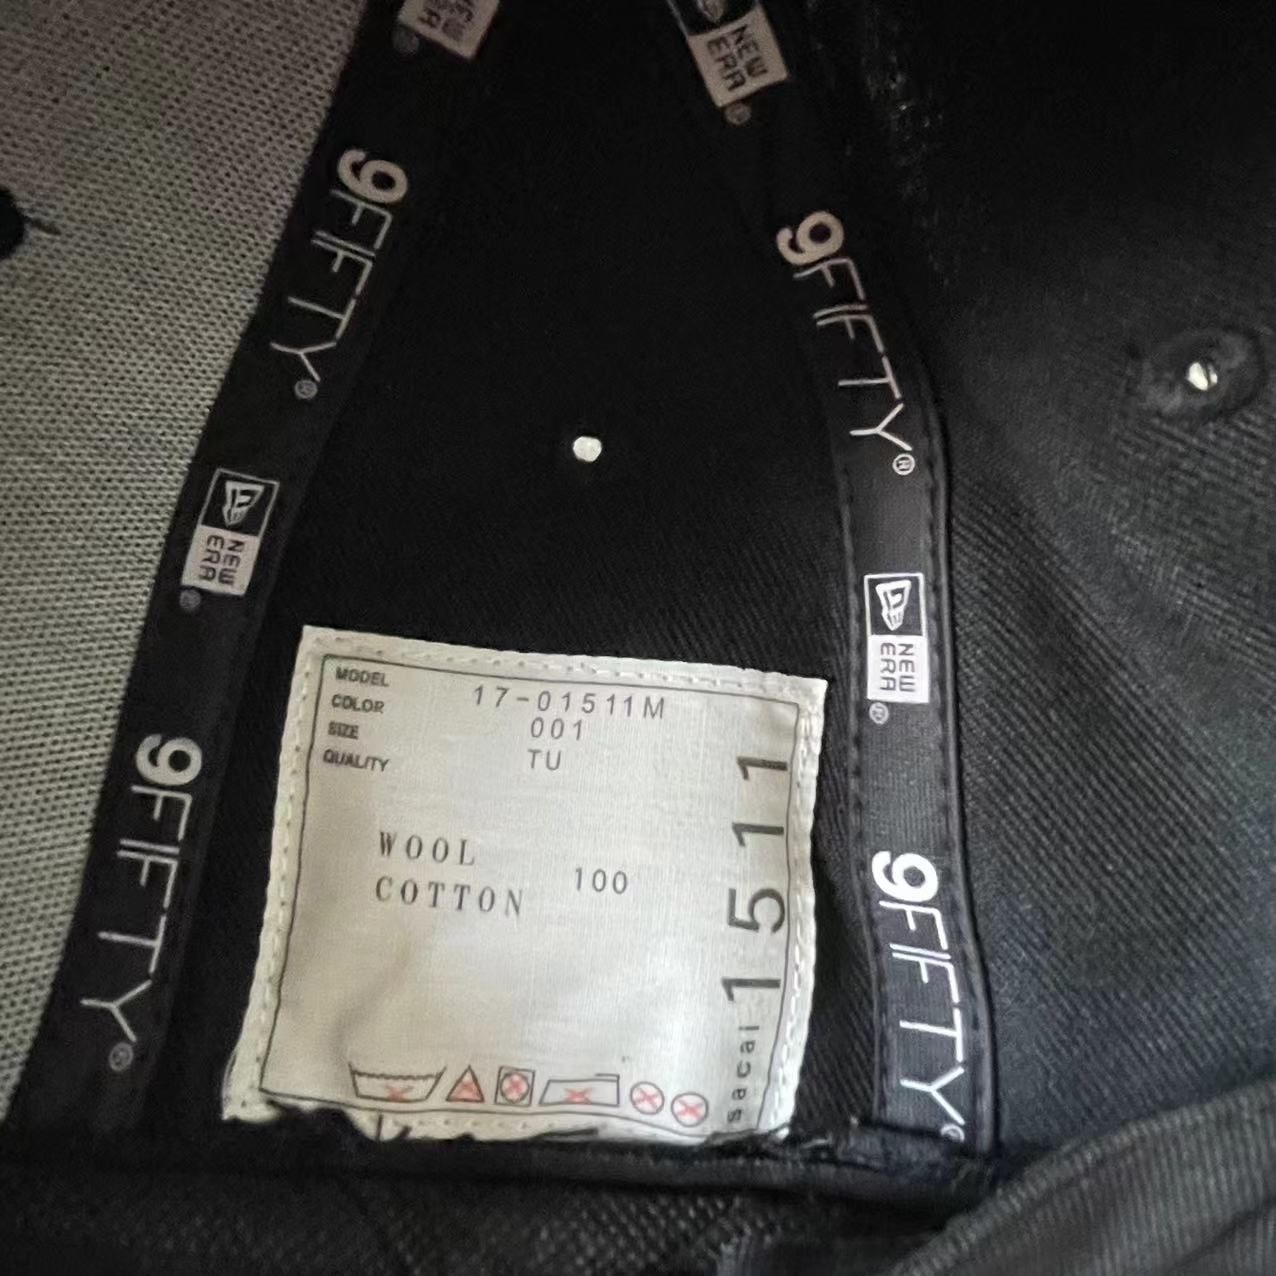 NEW
ERA
9FIFTY®
NEW
ERA
®
9FIFTY®
NEW
ERA
®
9FIFTY®
NEW
ERA
®
9FIFTY®
MODEL 17-01511M
COLOR 001
SIZE TU
QUALITY
WOOL
COTTON 100
sacai 1511